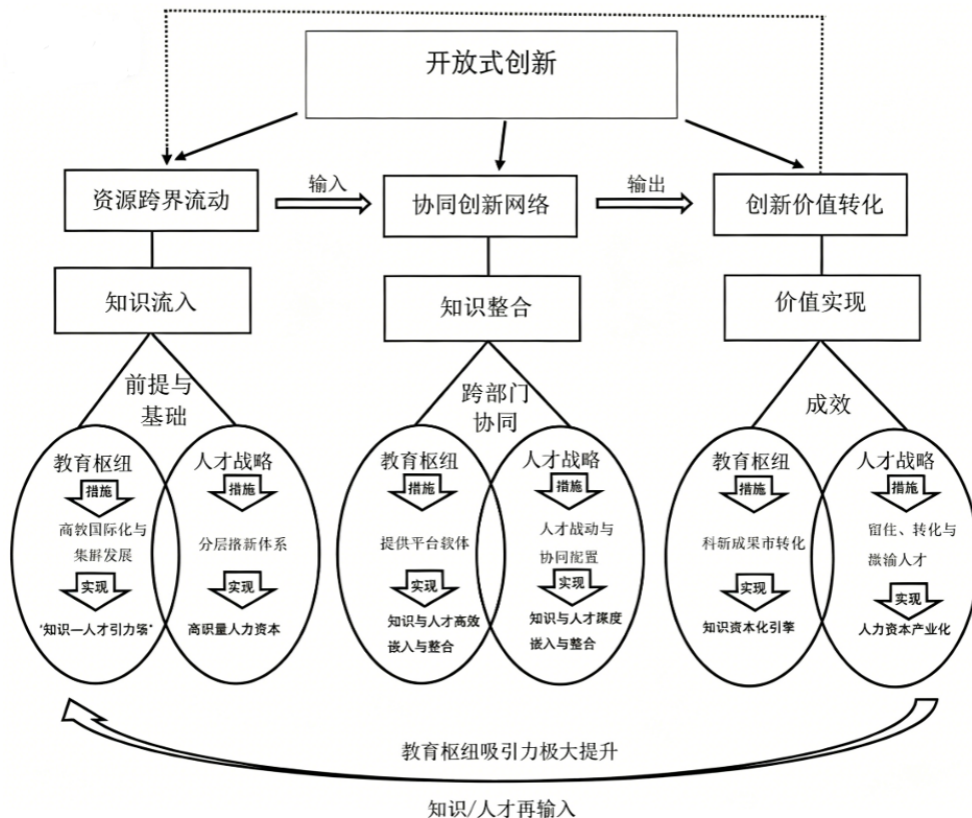 开放式创新
资源跨界流动
输入
协同创新网络
输出
创新价值转化
知识流入
知识整合
价值实现
前提与
基础
跨部门
协同
成效
教育枢纽
措施
高教国际化与
发展
实现
"知识—人才引力场"
人才战略
措施
分层
体系
实现
高职量人力资本
教育枢纽
措施
提供平台
实现
知识与人才高效
嵌入与整合
人才战略
措施
人才战动与
协同配置
实现
知识与人才深度
嵌入与整合
教育枢纽
措施
科新成果市转化
实现
知识资本化引擎
人才战略
措施
留住、转化与
人才
实现
人力资本产业化
教育枢纽吸引力极大提升
知识/人才再输入